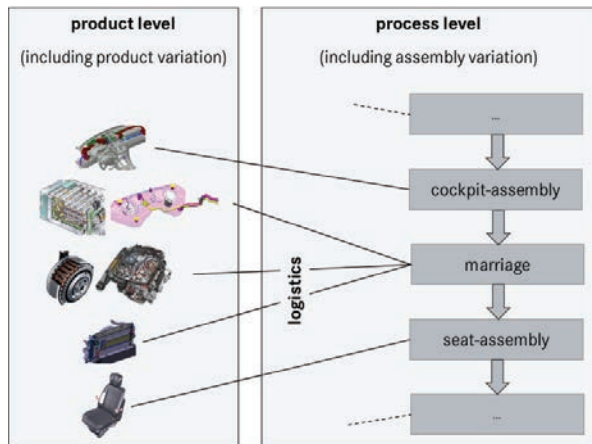 product level
(including product variation)
process level
(including assembly variation)
...
cockpit-assembly
marriage
logistics
seat-assembly
...